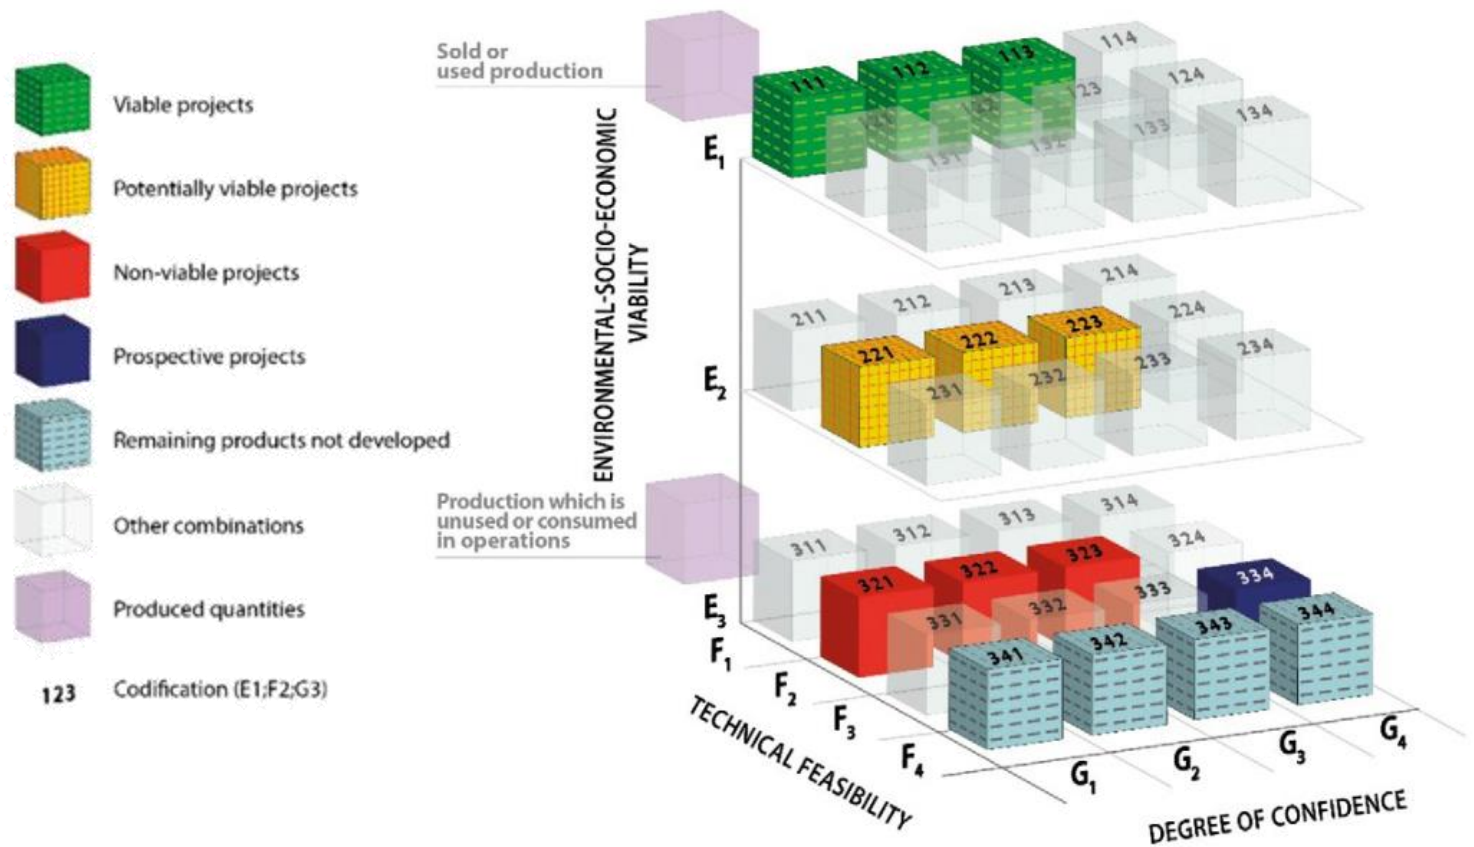 Viable projects
Potentially viable projects
Non-viable projects
Prospective projects
Remaining products not developed
Other combinations
Produced quantities
123 Codification (E1;F2;G3)
Sold or
used production
Production which is
unused or consumed
in operations
ENVIRONMENTAL-SOCIO-ECONOMIC
VIABILITY
E1
111 112 113 114
121 122 123 124
131 132 133 134
E2
211 212 213 214
221 222 223 224
231 232 233 234
E3
311 312 313 314
321 322 323 324
331 332 333 334
341 342 343 344
F1
F2
F3
F4
TECHNICAL FEASIBILITY
G1
G2
G3
G4
DEGREE OF CONFIDENCE